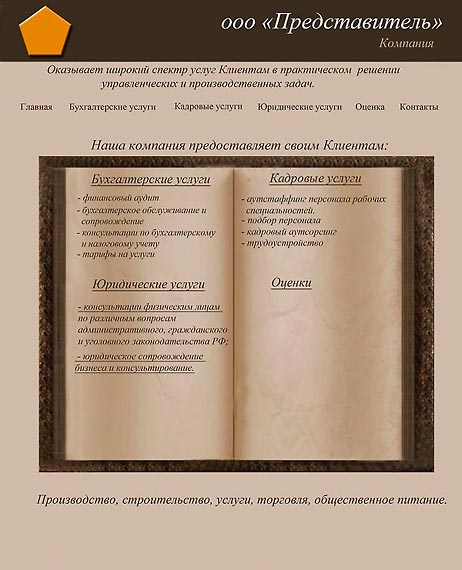 ооо «Представитель»
Компания
Оказывает широкий спектр услуг Клиентам в практическом решении
управленческих и производственных задач.
Главная Бухгалтерские услуги Кадровые услуги Юридические услуги Оценка Контакты
Наша компания предоставляет своим Клиентам:
Бухгалтерские услуги
- финансовый аудит
- бухгалтерское обслуживание и
сопровождение
- консультации по бухгалтерскому
и налоговому учету
- тарифы на услуги
Кадровые услуги
- аутстаффинг персонала рабочих
специальностей.
- подбор персонала
- кадровый аутсорсинг
- трудоустройство
Юридические услуги
- консультации физическим лицам
по различным вопросам
административного, гражданского
и уголовного законодательства РФ;
- юридическое сопровождение
бизнеса и консультирование.
Оценки
Производство, строительство, услуги, торговля, общественное питание.